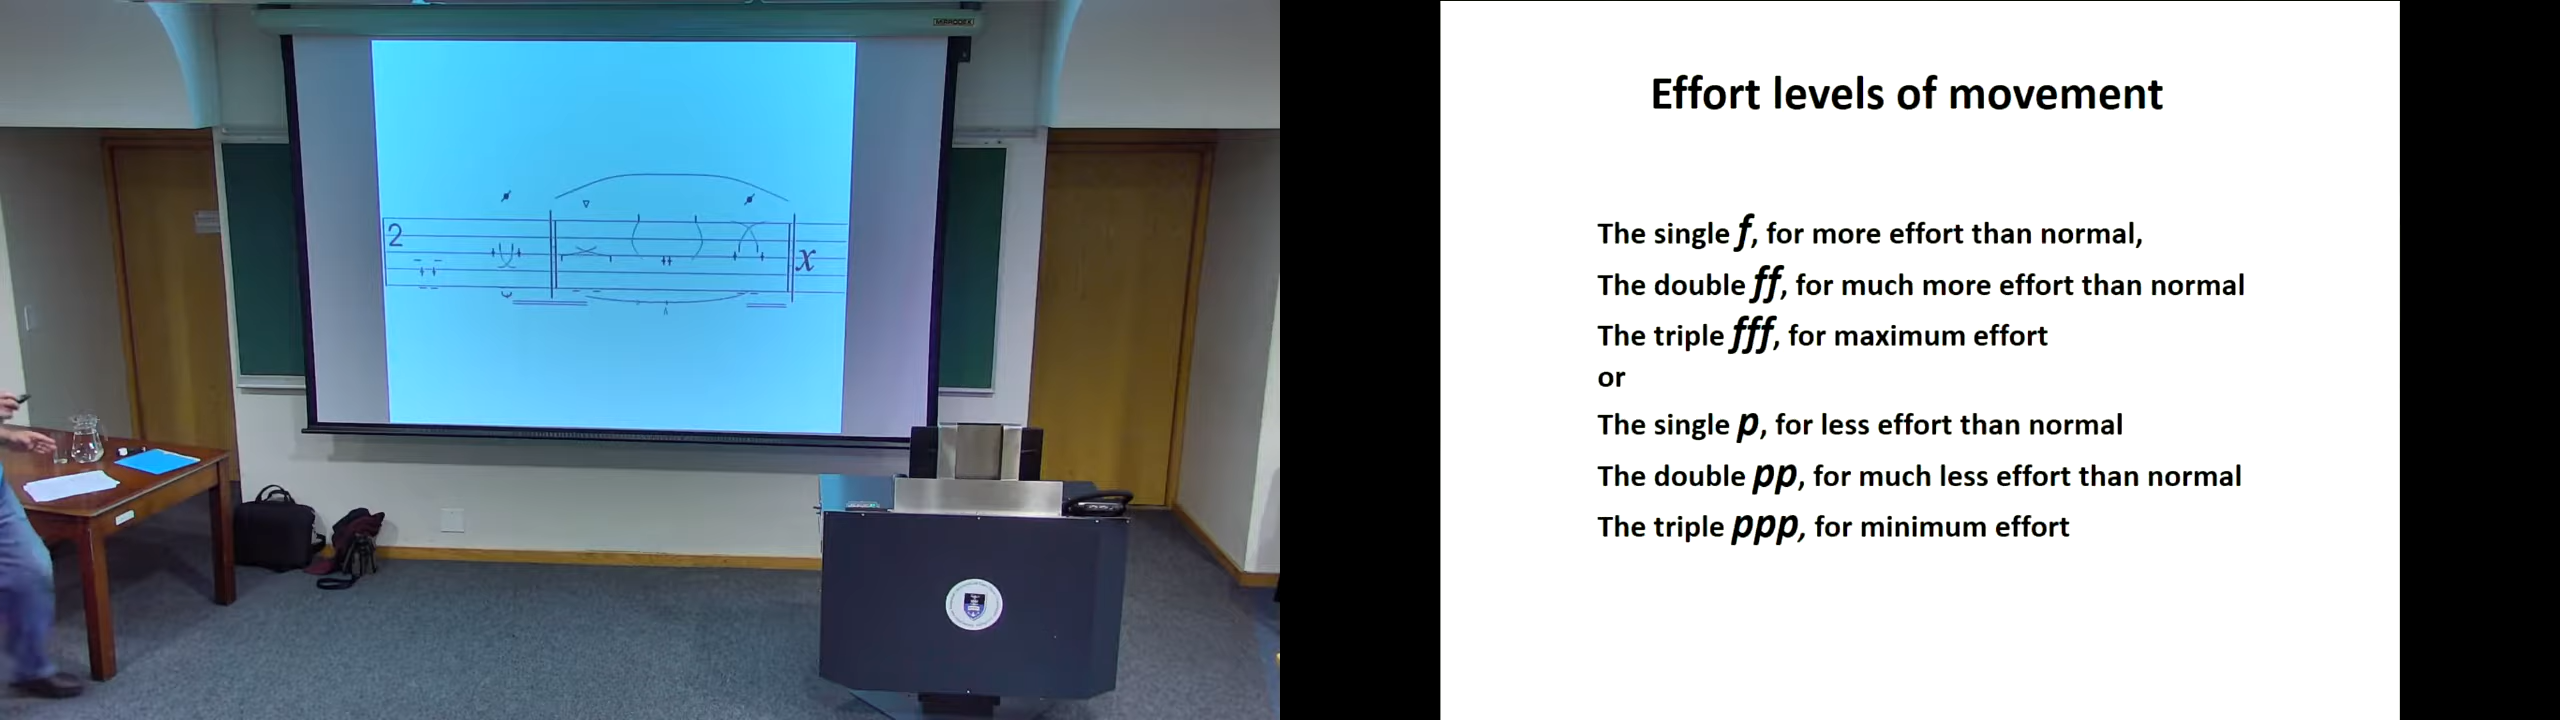 2
x
Effort levels of movement
The single f, for more effort than normal,
The double ff, for much more effort than normal
The triple fff, for maximum effort
or
The single p, for less effort than normal
The double pp, for much less effort than normal
The triple ppp, for minimum effort